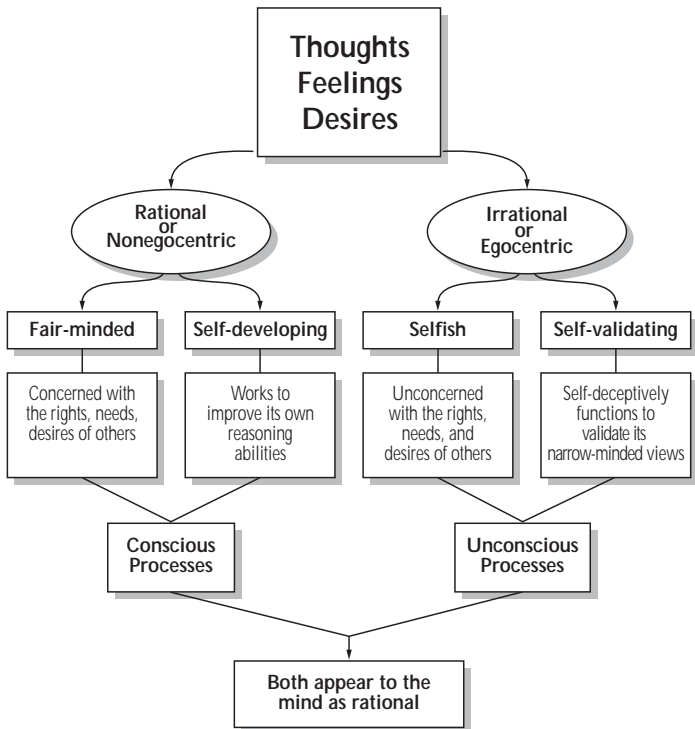 Thoughts
Feelings
Desires
Rational
or
Nonegocentric
Irrational
or
Egocentric
Fair-minded
Self-developing
Selfish
Self-validating
Concerned with
the rights, needs,
desires of others
Works to
improve its own
reasoning
abilities
Unconcerned
with the rights,
needs, and
desires of others
Self-deceptively
functions to
validate its
narrow-minded views
Conscious
Processes
Unconscious
Processes
Both appear to the
mind as rational